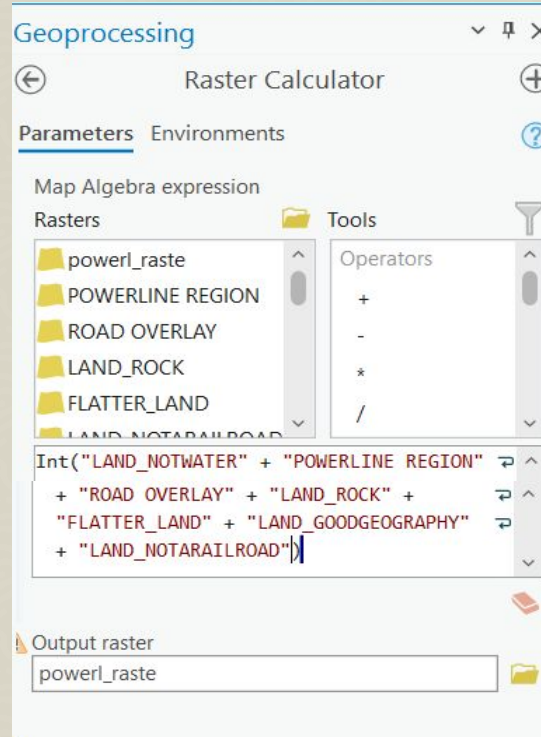 Geoprocessing
Raster Calculator
Parameters Environments
?
Map Algebra expression
Rasters
Tools
powerl_raste
POWERLINE REGION
ROAD OVERLAY
LAND_ROCK
FLATTER_LAND
LAND_NOTARAILROAD
Operators
+
-
*
/
Int("LAND_NOTWATER" + "POWERLINE REGION"
+ "ROAD OVERLAY" + "LAND_ROCK" +
"FLATTER_LAND" + "LAND_GOODGEOGRAPHY"
+ "LAND_NOTARAILROAD")
Output raster
powerl_raste